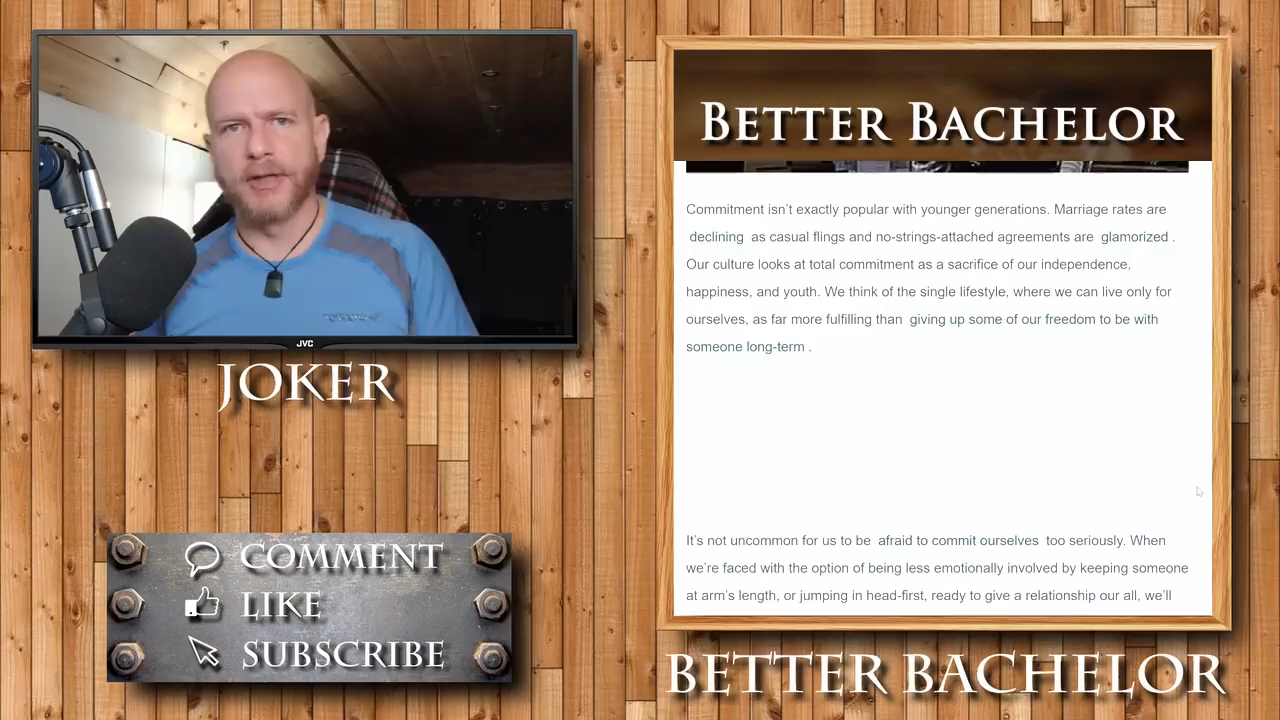 JVC
JOKER
COMMENT
LIKE
SUBSCRIBE
BETTER BACHELOR
Commitment isn't exactly popular with younger generations. Marriage rates are
declining as casual flings and no-strings-attached agreements are glamorized .
Our culture looks at total commitment as a sacrifice of our independence,
happiness, and youth. We think of the single lifestyle, where we can live only for
ourselves, as far more fulfilling than giving up some of our freedom to be with
someone long-term .
It's not uncommon for us to be afraid to commit ourselves too seriously. When
we're faced with the option of being less emotionally involved by keeping someone
at arm's length, or jumping in head-first, ready to give a relationship our all, we'll
BETTER BACHELOR